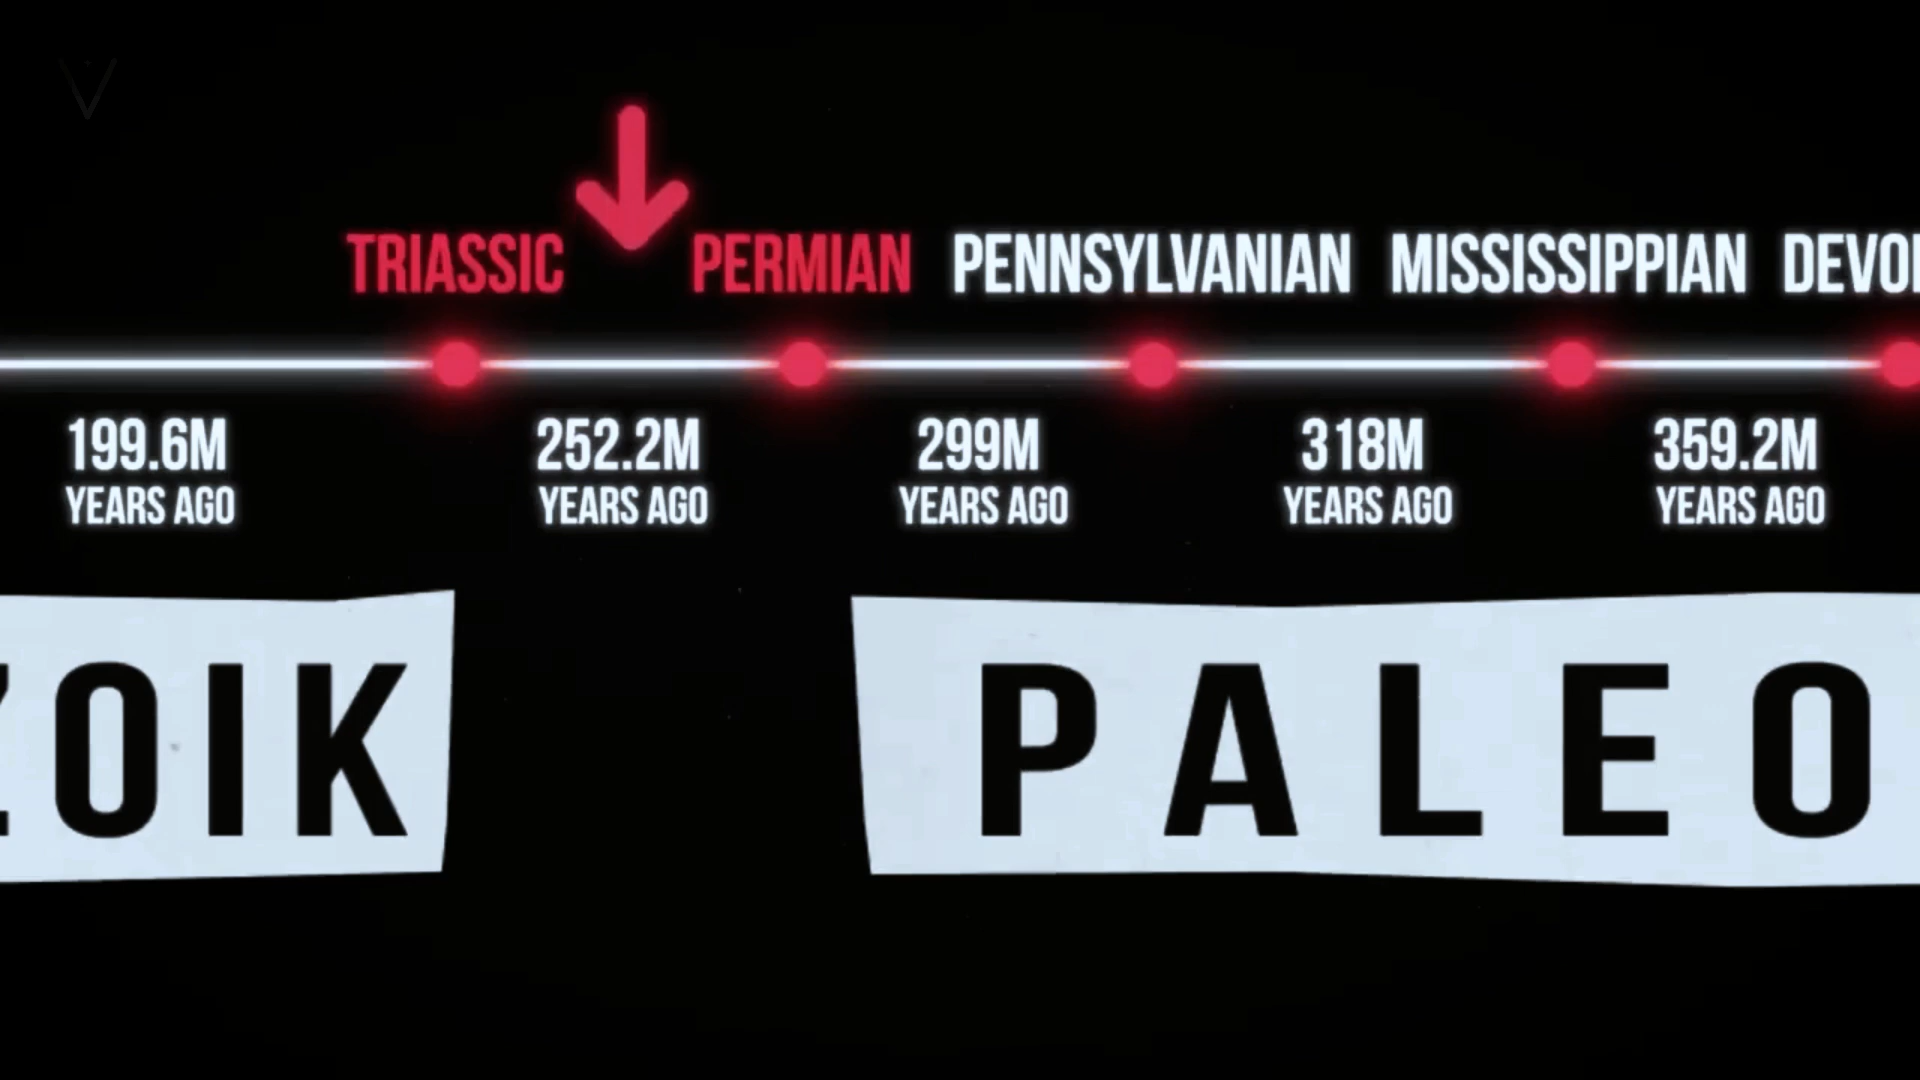 TRIASSIC PERMIAN PENNSYLVANIAN MISSISSIPPIAN DEVO
199.6M 252.2M 299M 318M 359.2M
YEARS AGO YEARS AGO YEARS AGO YEARS AGO YEARS AGO
ZOIK PALEO